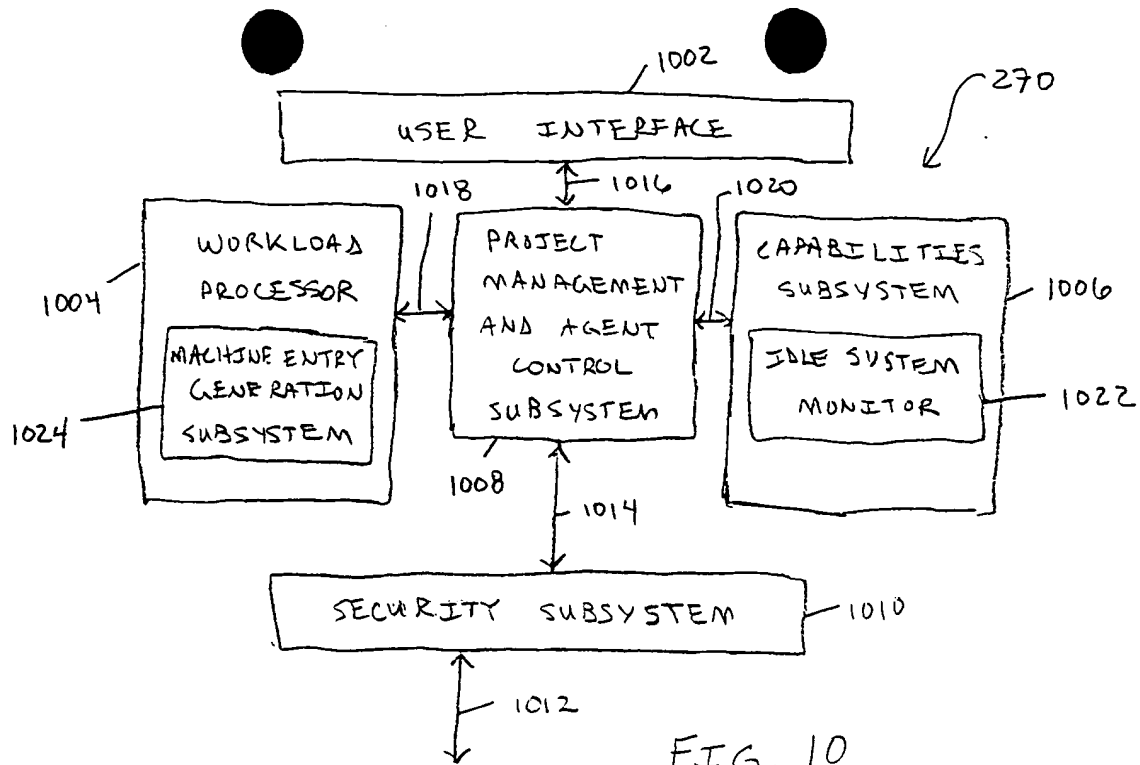 1002
270
USER INTERFACE
1018
1016
1020
WORKLOAD
PROCESSOR
1004
MACHINE ENTRY
GENERATION
SUBSYSTEM
1024
PROJECT
MANAGEMENT
AND AGENT
CONTROL
SUBSYSTEM
1008
CAPABILITIES
SUBSYSTEM
1006
IDLE SYSTEM
MONITOR
1022
1014
SECURITY SUBSYSTEM
1010
1012
FIG 10